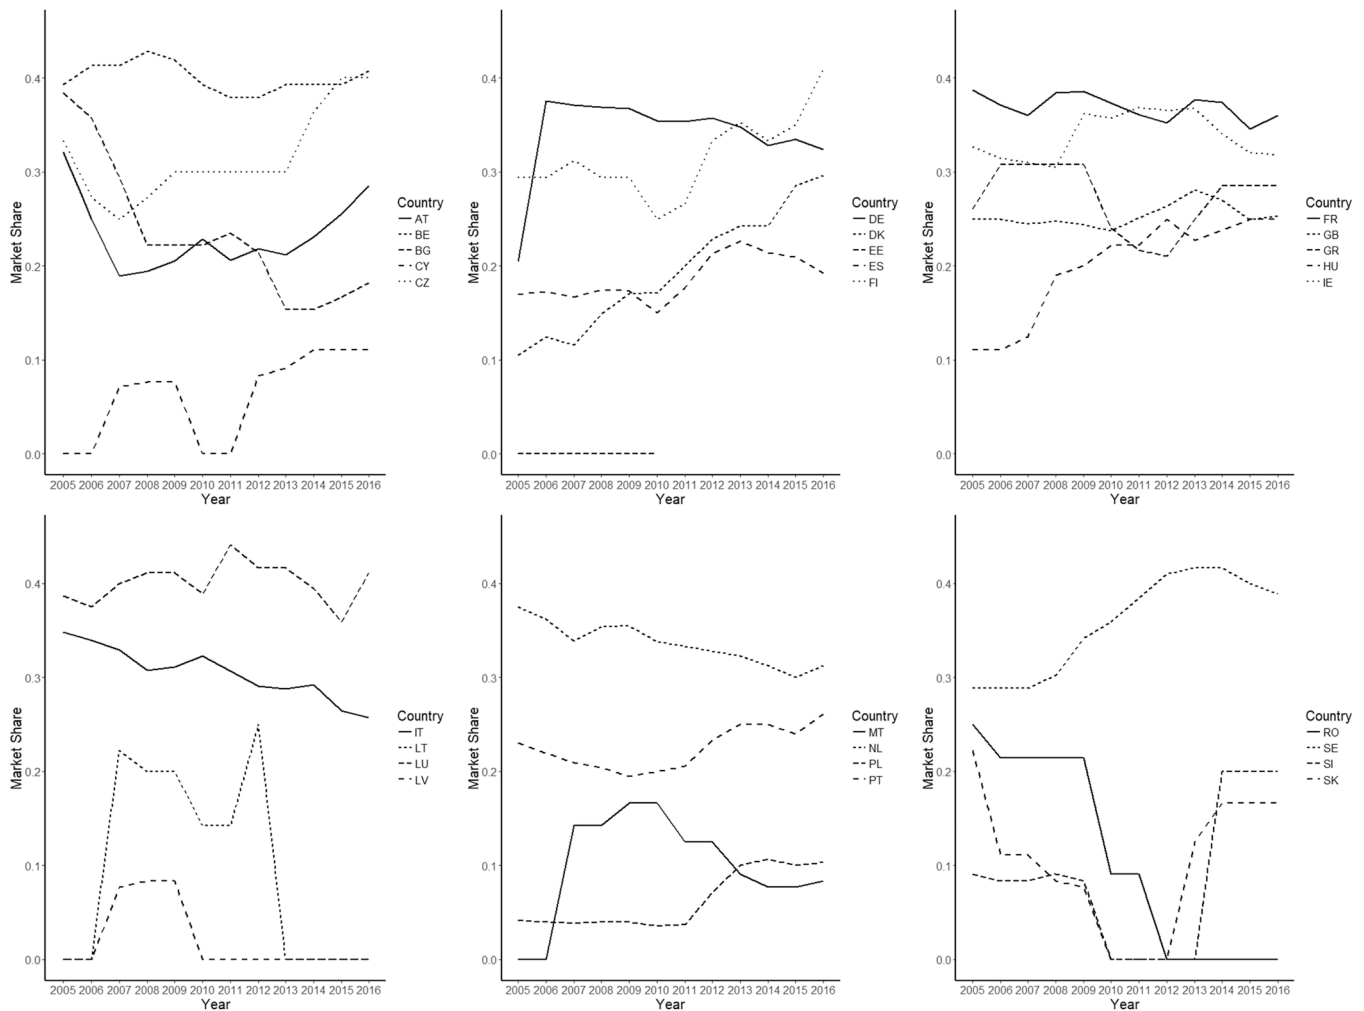 0.4
0.3
0.2
0.1
0.0
Market Share
2005 2006 2007 2008 2009 2010 2011 2012 2013 2014 2015 2016
Year
Country
AT
BE
BG
CY
CZ
0.4
0.3
0.2
0.1
0.0
Market Share
2005 2006 2007 2008 2009 2010 2011 2012 2013 2014 2015 2016
Year
Country
DE
DK
EE
ES
FI
0.4
0.3
0.2
0.1
0.0
Market Share
2005 2006 2007 2008 2009 2010 2011 2012 2013 2014 2015 2016
Year
Country
FR
GB
GR
HU
IE
0.4
0.3
0.2
0.1
0.0
Market Share
2005 2006 2007 2008 2009 2010 2011 2012 2013 2014 2015 2016
Year
Country
IT
LT
LU
LV
0.4
0.3
0.2
0.1
0.0
Market Share
2005 2006 2007 2008 2009 2010 2011 2012 2013 2014 2015 2016
Year
Country
MT
NL
PL
PT
0.4
0.3
0.2
0.1
0.0
Market Share
2005 2006 2007 2008 2009 2010 2011 2012 2013 2014 2015 2016
Year
Country
RO
SE
SI
SK